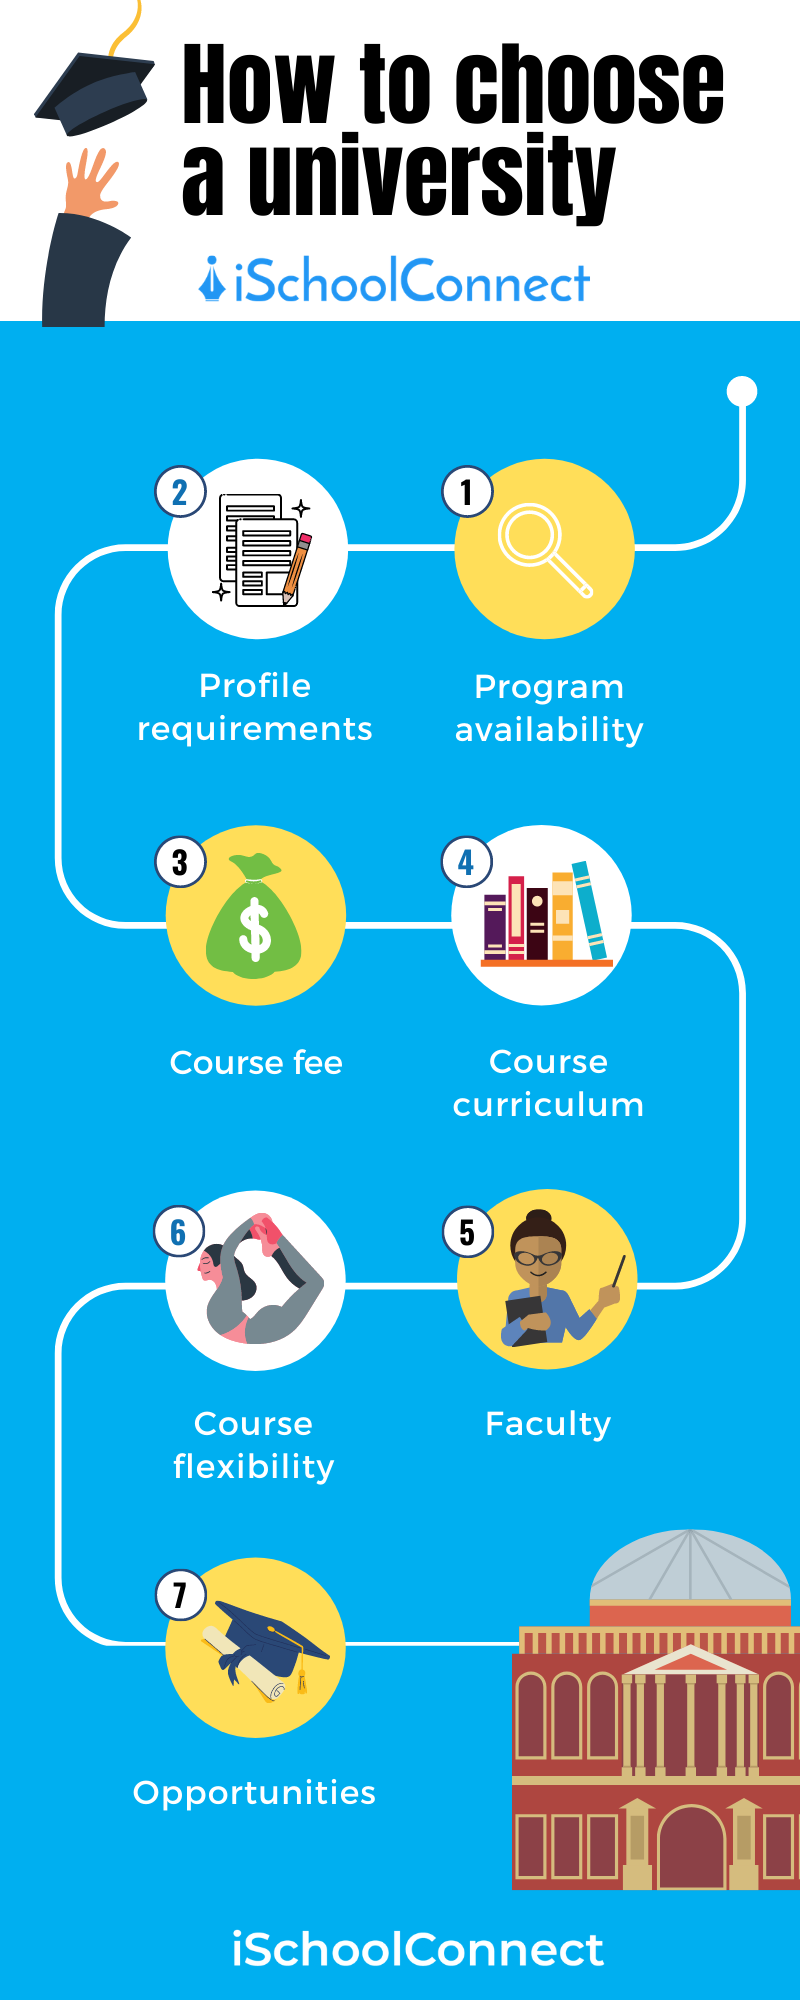 How to choose
a university
iSchoolConnect
1
Program
availability
2
Profile
requirements
3
Course fee
4
Course
curriculum
5
Faculty
6
Course
flexibility
7
Opportunities
iSchoolConnect